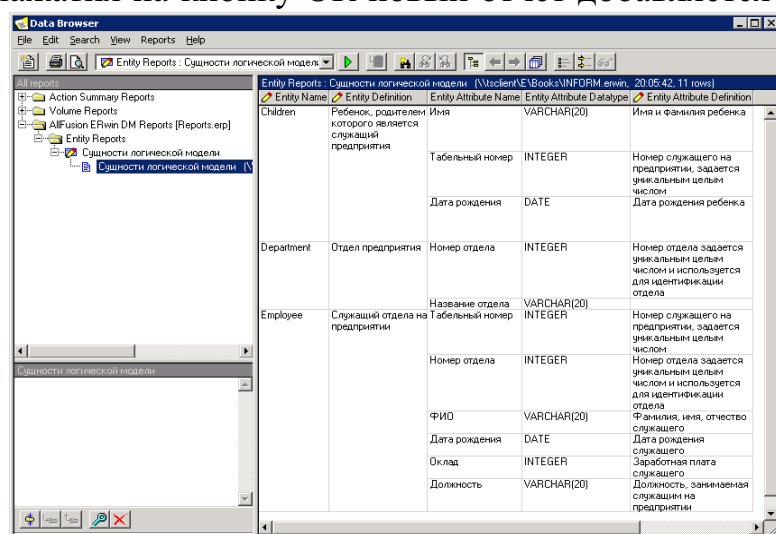 нажатия на кнопку OK новый отчет добавляется
Data Browser
File Edit Search View Reports Help
Entity Reports : Сущности логической модели
All reports
Action Summary Reports
Volume Reports
AllFusion ERwin DM Reports [Reports.erp]
Entity Reports
Сущности логической модели
Сущности логической модели (\
Сущности логической модели
Entity Reports : Сущности логической модели (\\tsclient\E\Books\INFORM.erwin, 20:05:42, 11 rows)
Entity Name Entity Definition Entity Attribute Name Entity Attribute Datatype Entity Attribute Definition
Children Ребенок, родителем Имя VARCHAR(20) Имя и фамилия ребенка
которого является
служащий
предприятия
Табельный номер INTEGER Номер служащего на
предприятии, задается
уникальным целым
числом
Дата рождения DATE Дата рождения ребенка
Department Отдел предприятия Номер отдела INTEGER Номер отдела задается
уникальным целым
числом и используется
для идентификации
отдела
Название отдела VARCHAR(20)
Employee Служащий отдела на Табельный номер INTEGER Номер служащего на
предприятии предприятии, задается
уникальным целым
числом
Номер отдела INTEGER Номер отдела задается
уникальным целым
числом и используется
для идентификации
отдела
ФИО VARCHAR(20) Фамилия, имя, отчество
служащего
Дата рождения DATE Дата рождения
служащего
Оклад INTEGER Заработная плата
служащего
Должность VARCHAR(20) Должность, занимаемая
служащим на
предприятии